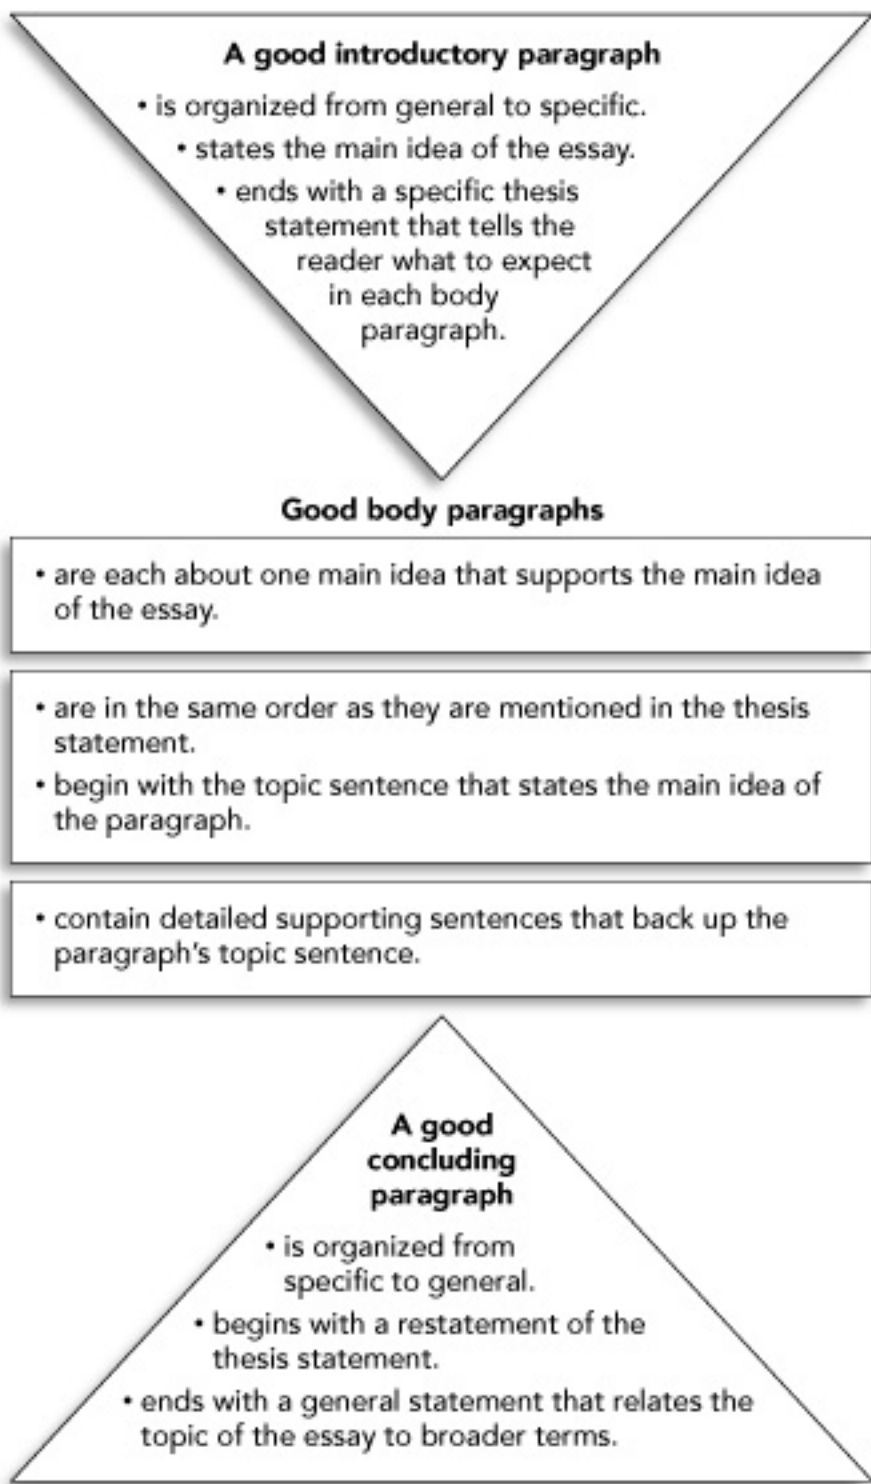 A good introductory paragraph
• is organized from general to specific.
• states the main idea of the essay.
• ends with a specific thesis
statement that tells the
reader what to expect
in each body
paragraph.
Good body paragraphs
• are each about one main idea that supports the main idea
of the essay.
• are in the same order as they are mentioned in the thesis
statement.
• begin with the topic sentence that states the main idea of
the paragraph.
• contain detailed supporting sentences that back up the
paragraph's topic sentence.
A good
concluding
paragraph
• is organized from
specific to general.
• begins with a restatement of the
thesis statement.
• ends with a general statement that relates the
topic of the essay to broader terms.